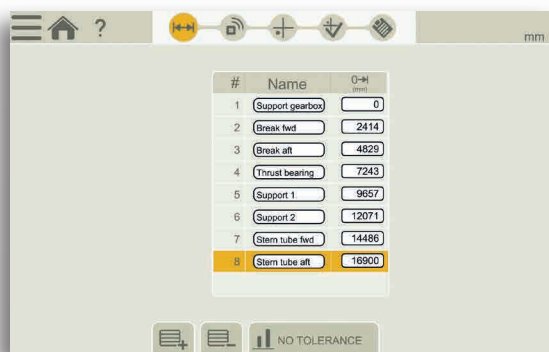 ?
mm
# Name 0
(mm)
1 Support gearbox 0
2 Break fwd 2414
3 Break aft 4829
4 Thrust bearing 7243
5 Support 1 9657
6 Support 2 12071
7 Stern tube fwd 14486
8 Stern tube aft 16900
NO TOLERANCE